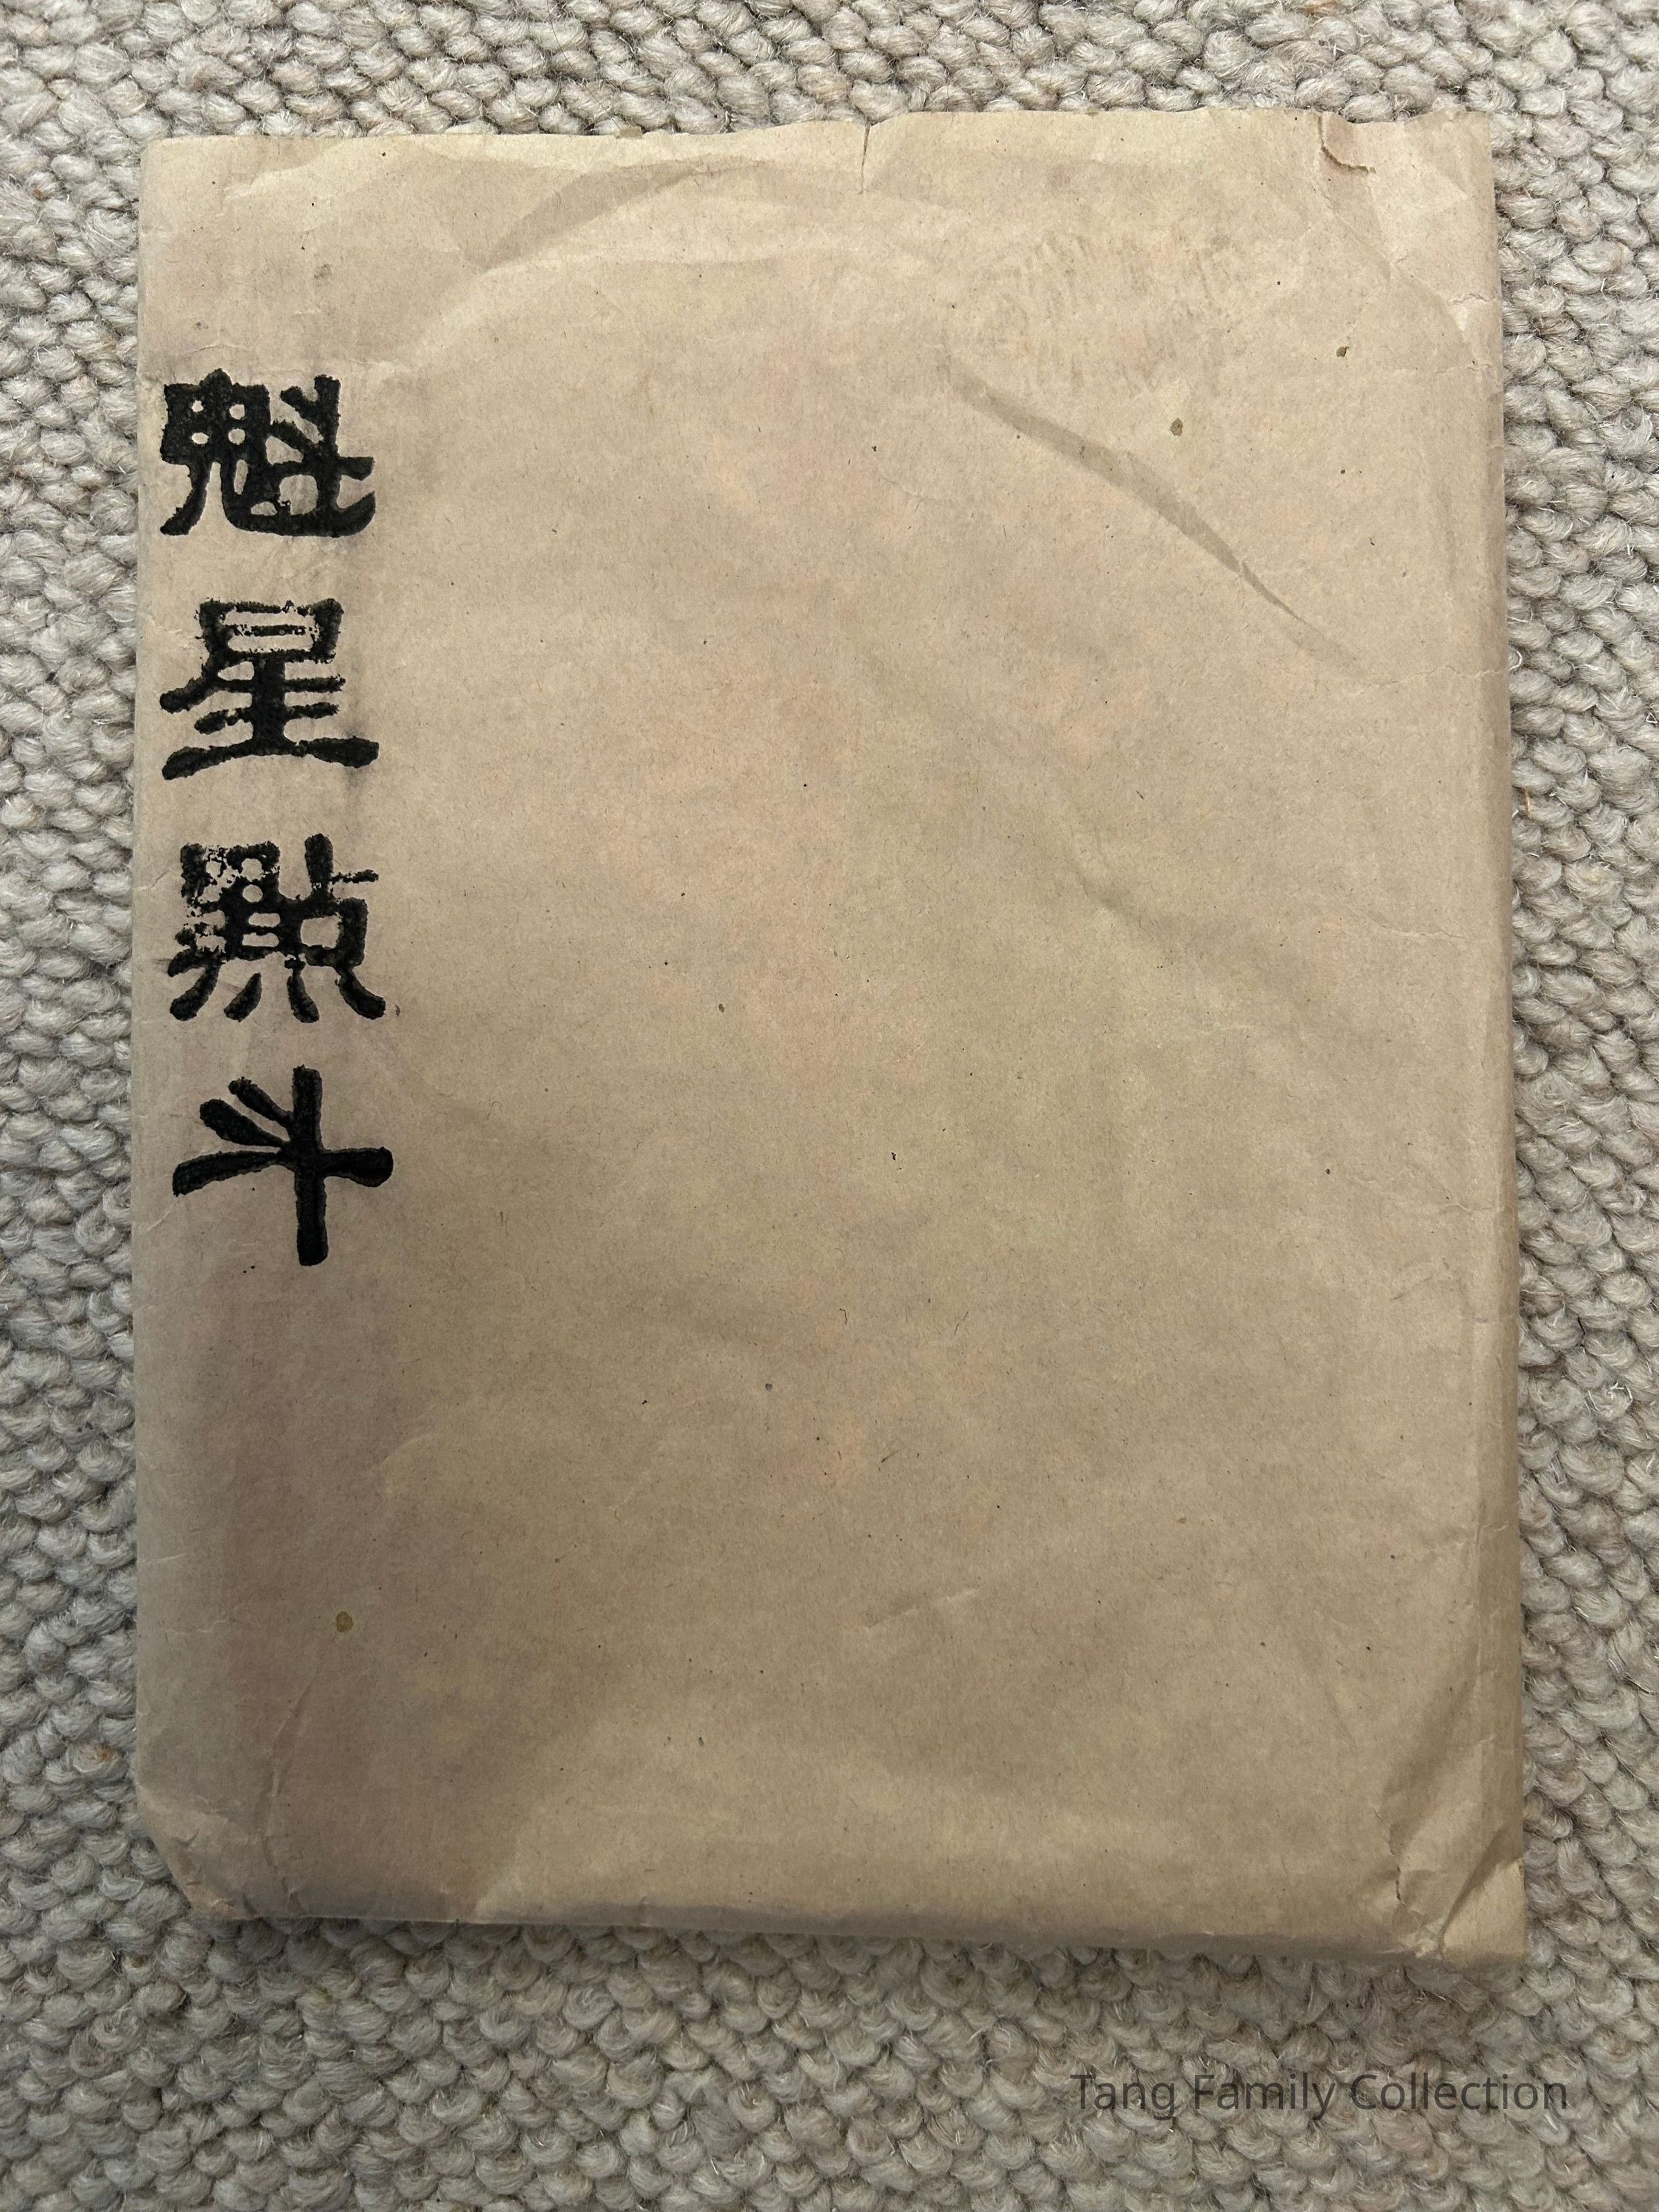 魁星點斗
Tang Family Collection